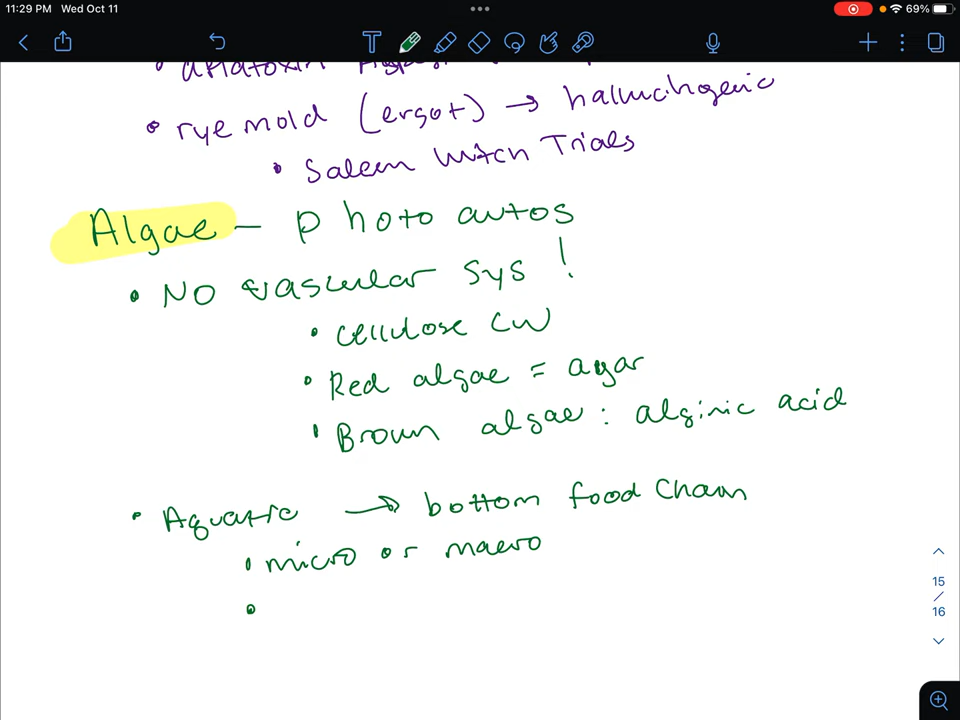 11:29 PM Wed Oct 11
69%
• aflatoxin
• rye mold (ergot) → hallucinogenic
• Salem Witch Trials
Algae — photo autos
• No vascular sys!
• cellulose CW
• Red algae = agar
• Brown algae: alginic acid
• Aquatic → bottom food chain
• micro or macro
•
15
/
16